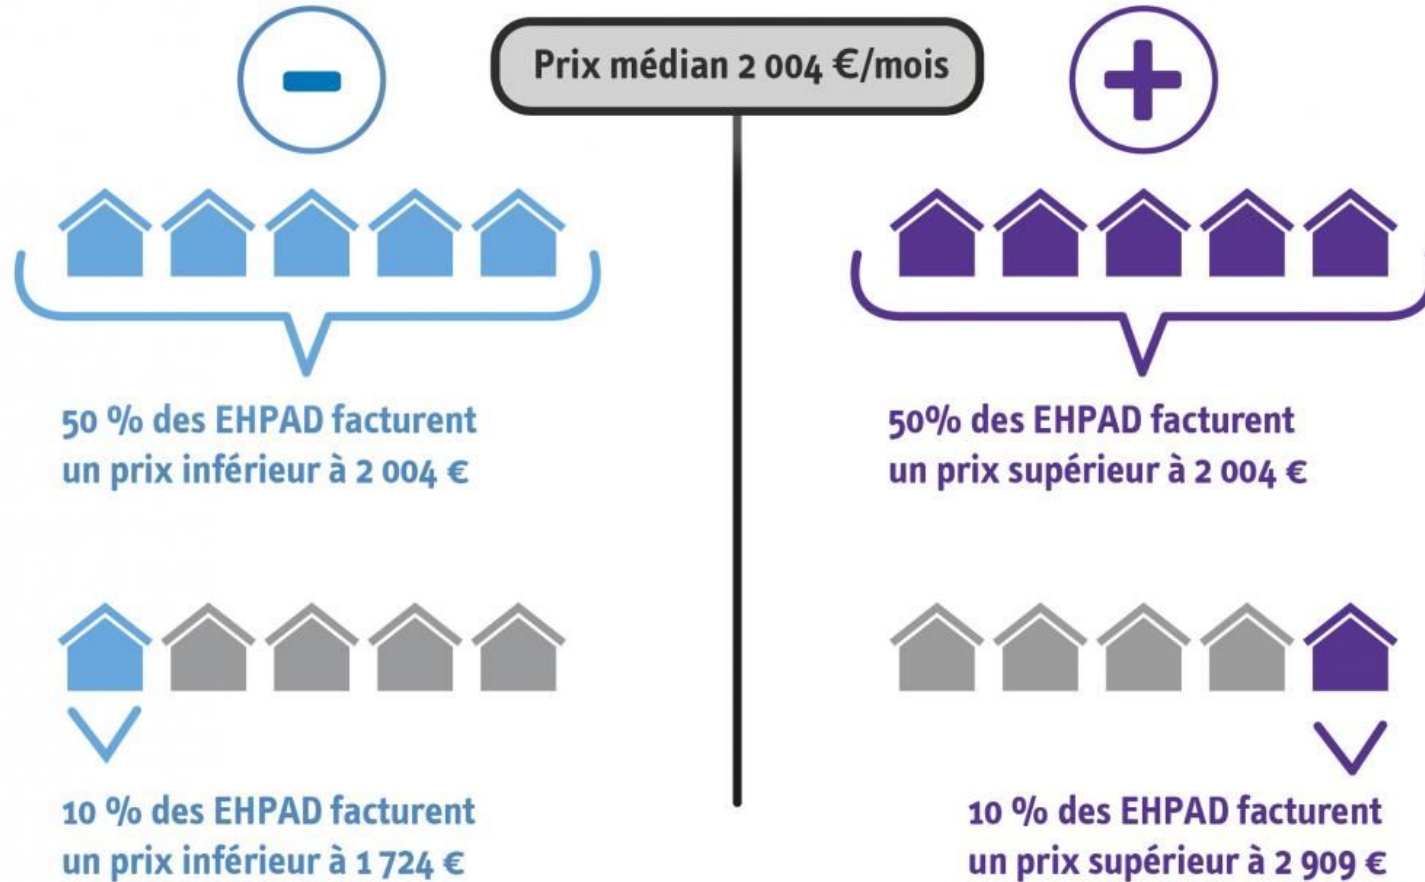 Prix médian 2 004 €/mois
50 % des EHPAD facturent
un prix inférieur à 2 004 €
50% des EHPAD facturent
un prix supérieur à 2 004 €
10 % des EHPAD facturent
un prix inférieur à 1 724 €
10 % des EHPAD facturent
un prix supérieur à 2 909 €